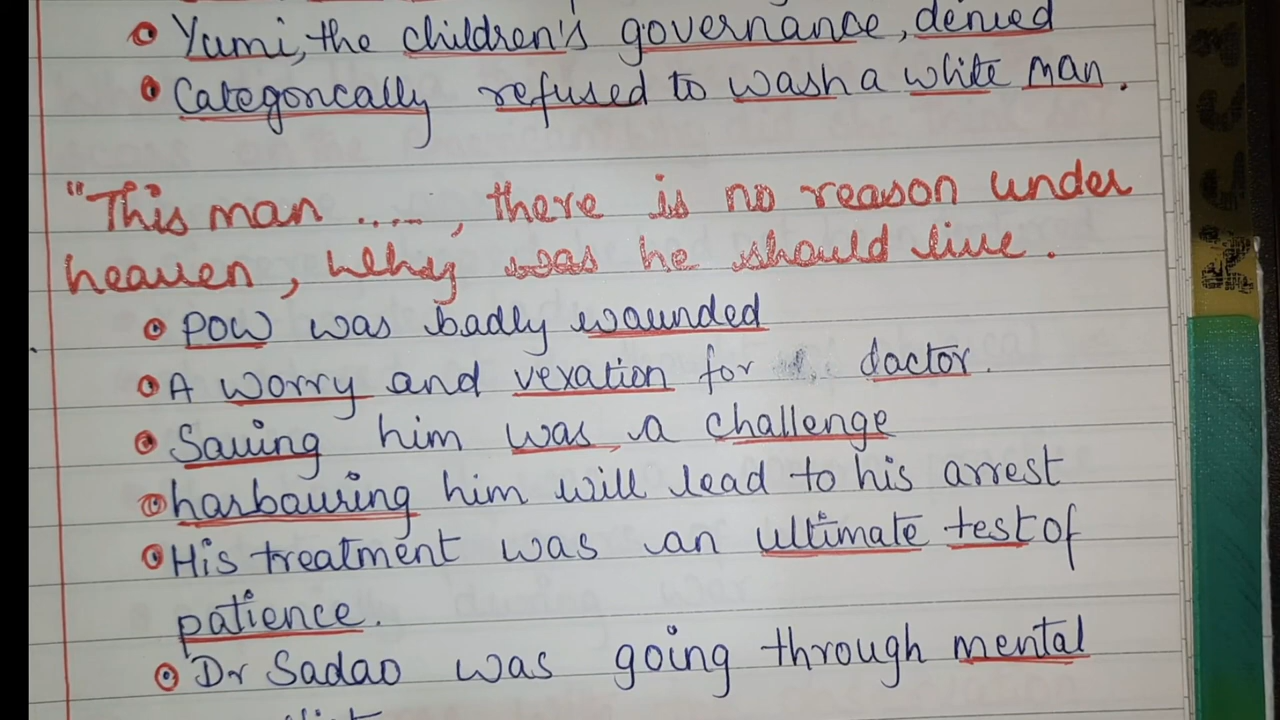 • Yumi, the children's governance, denied
• Categorically refused to wash a white man.
"This man ...., there is no reason under
heaven, why was he should live.
• POW was badly waunded
• A worry and vexation for doctor.
• Saving him was a challenge
• harbouring him will lead to his arrest
• His treatment was an ultimate test of
patience.
• Dr Sadao was going through mental